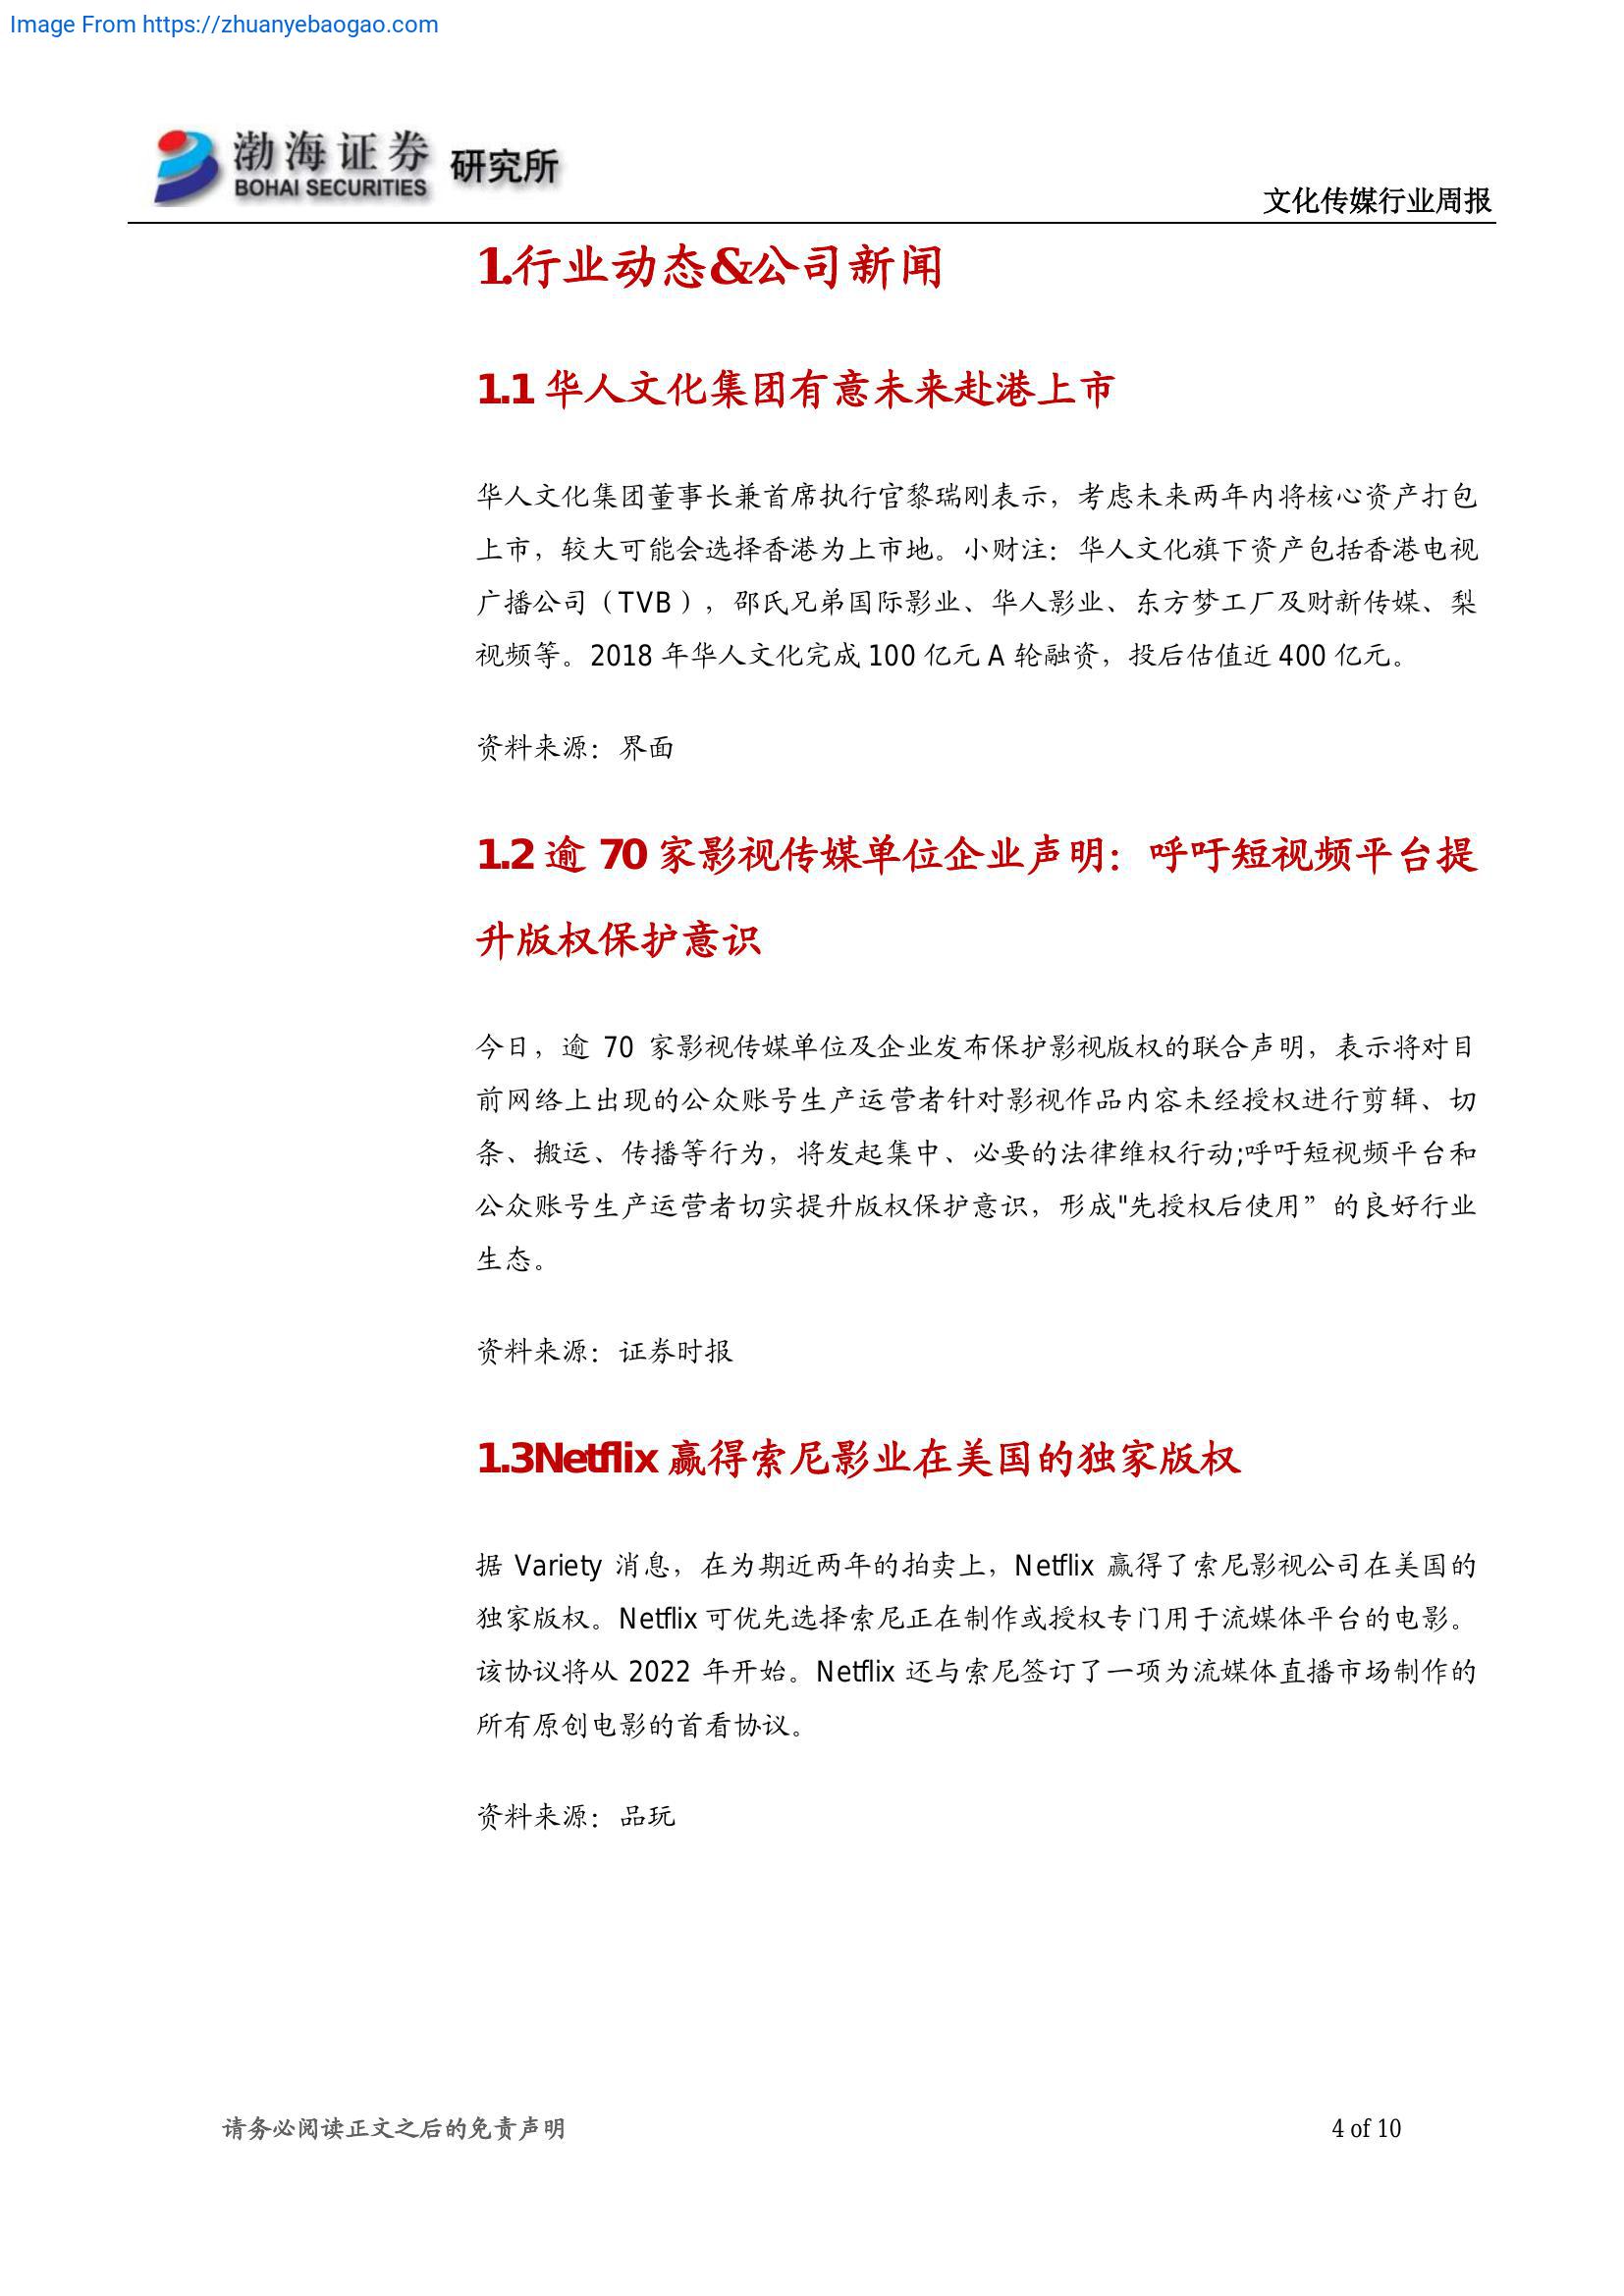 Image From https://zhuanyebaogao.com
渤海证券 研究所
BOHAI SECURITIES
文化传媒行业周报
1.行业动态&公司新闻
1.1 华人文化集团有意未来赴港上市
华人文化集团董事长兼首席执行官黎瑞刚表示，考虑未来两年内将核心资产打包
上市，较大可能会选择香港为上市地。小财注：华人文化旗下资产包括香港电视
广播公司（TVB），邵氏兄弟国际影业、华人影业、东方梦工厂及财新传媒、梨
视频等。2018 年华人文化完成 100 亿元 A 轮融资，投后估值近 400 亿元。
资料来源：界面
1.2 逾 70 家影视传媒单位企业声明：呼吁短视频平台提
升版权保护意识
今日，逾 70 家影视传媒单位及企业发布保护影视版权的联合声明，表示将对目
前网络上出现的公众账号生产运营者针对影视作品内容未经授权进行剪辑、切
条、搬运、传播等行为，将发起集中、必要的法律维权行动;呼吁短视频平台和
公众账号生产运营者切实提升版权保护意识，形成"先授权后使用”的良好行业
生态。
资料来源：证券时报
1.3Netflix 赢得索尼影业在美国的独家版权
据 Variety 消息，在为期近两年的拍卖上，Netflix 赢得了索尼影视公司在美国的
独家版权。Netflix 可优先选择索尼正在制作或授权专门用于流媒体平台的电影。
该协议将从 2022 年开始。Netflix 还与索尼签订了一项为流媒体直播市场制作的
所有原创电影的首看协议。
资料来源：品玩
请务必阅读正文之后的免责声明
4 of 10